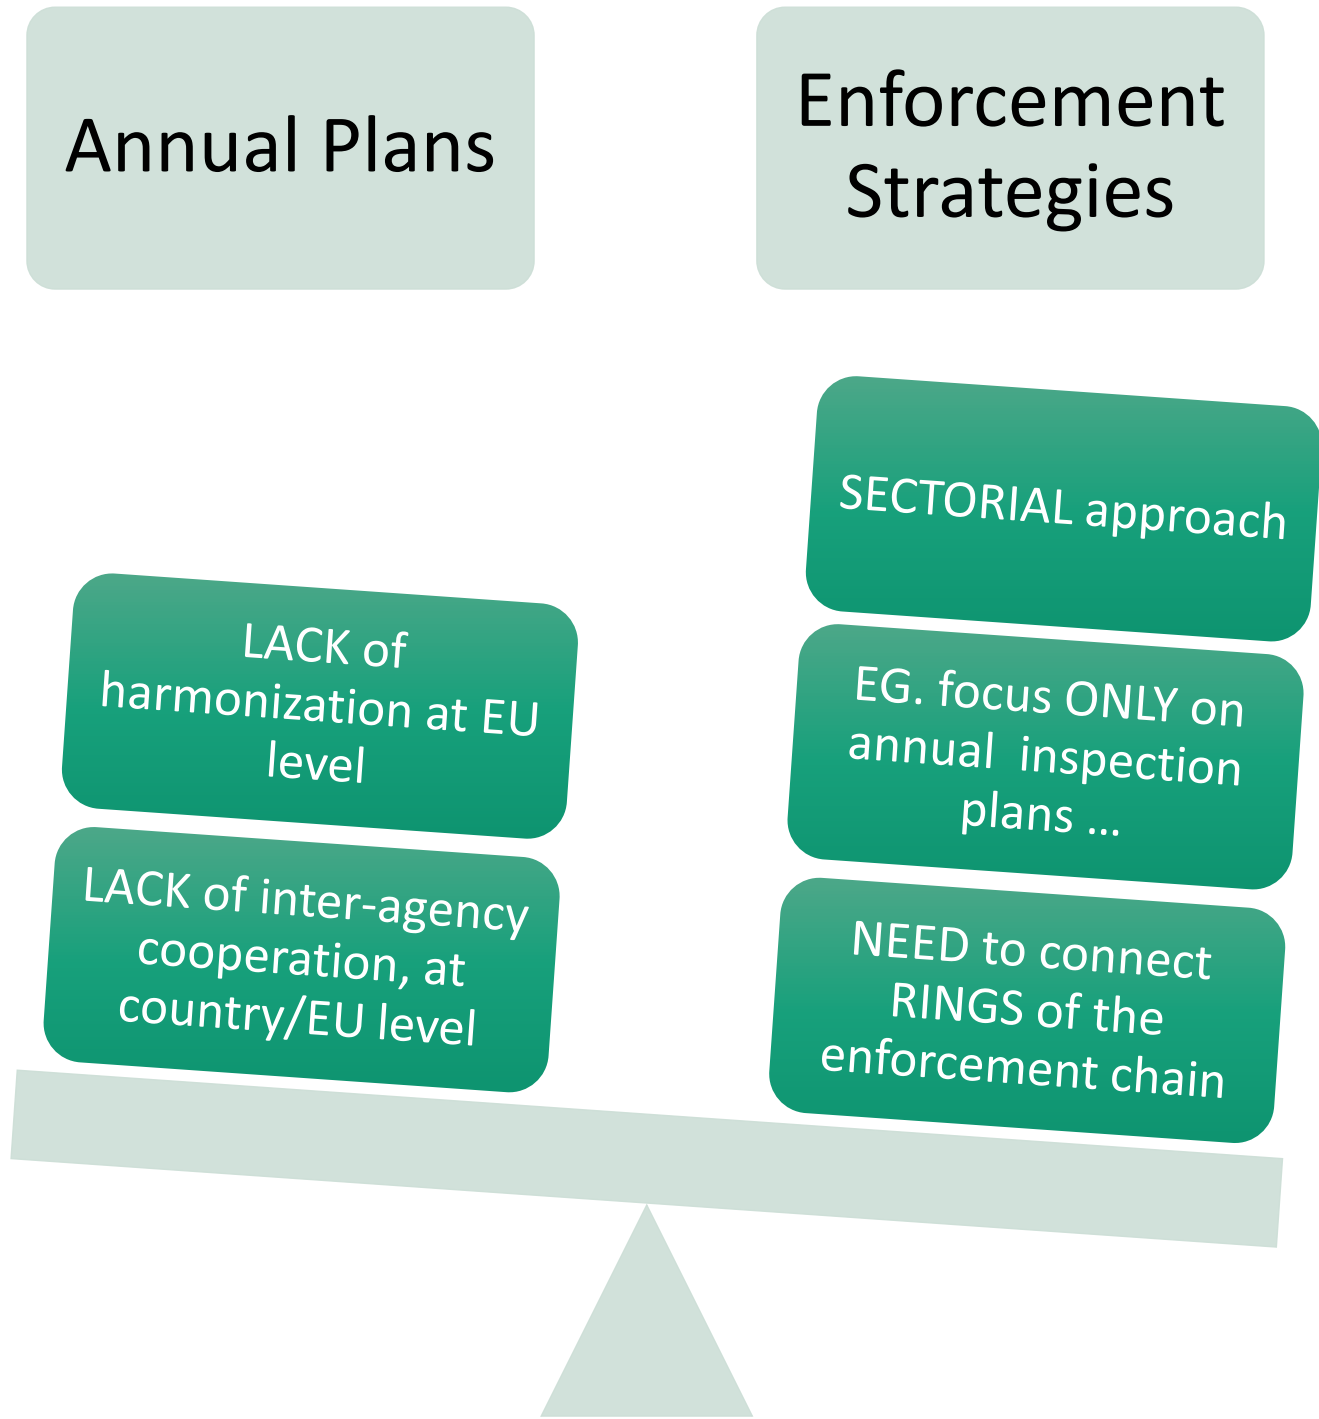 Annual Plans
Enforcement
Strategies
LACK of
harmonization at EU
level
LACK of inter-agency
cooperation, at
country/EU level
SECTORIAL approach
EG. focus ONLY on
annual  inspection
plans ...
NEED to connect
RINGS of the
enforcement chain